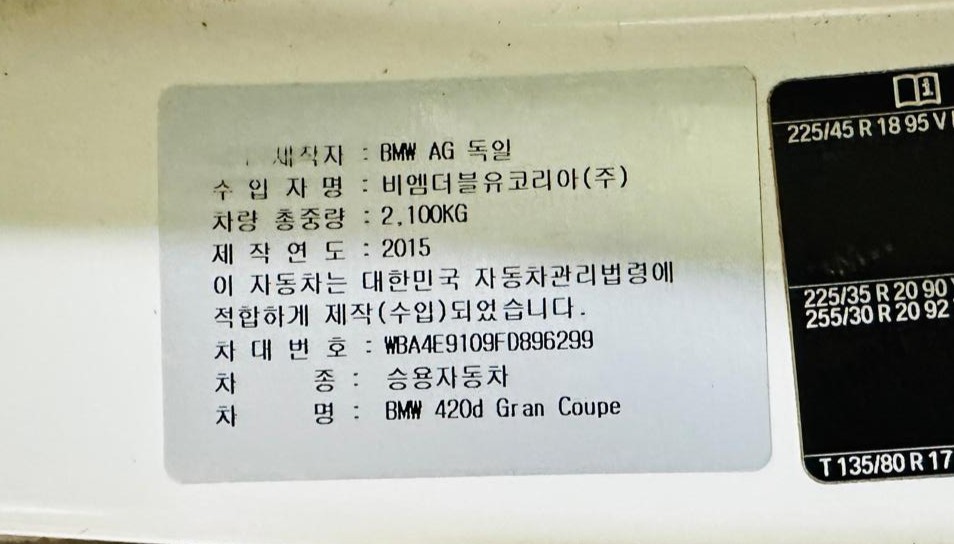 제작자 : BMW AG 독일
수 입 자 명 : 비엠더블유코리아(주)
차량 총중량 : 2,100KG
제 작 연 도 : 2015
이 자동차는 대한민국 자동차관리법령에
적합하게 제작(수입)되었습니다.
차 대 번 호 : WBA4E9109FD896299
차 종 : 승용자동차
차 명 : BMW 420d Gran Coupe
225/45 R 18 95 V
225/35 R 20 90
255/30 R 20 92
T 135/80 R 17